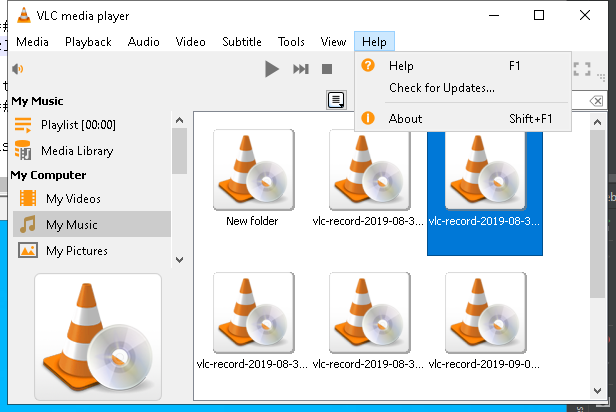 VLC media player
Media Playback Audio Video Subtitle Tools View Help
Help F1
Check for Updates...
About Shift+F1
My Music
Playlist [00:00]
Media Library
My Computer
My Videos
My Music
My Pictures
New folder
vlc-record-2019-08-3...
vlc-record-2019-08-3...
vlc-record-2019-08-3...
vlc-record-2019-08-3...
vlc-record-2019-09-0...